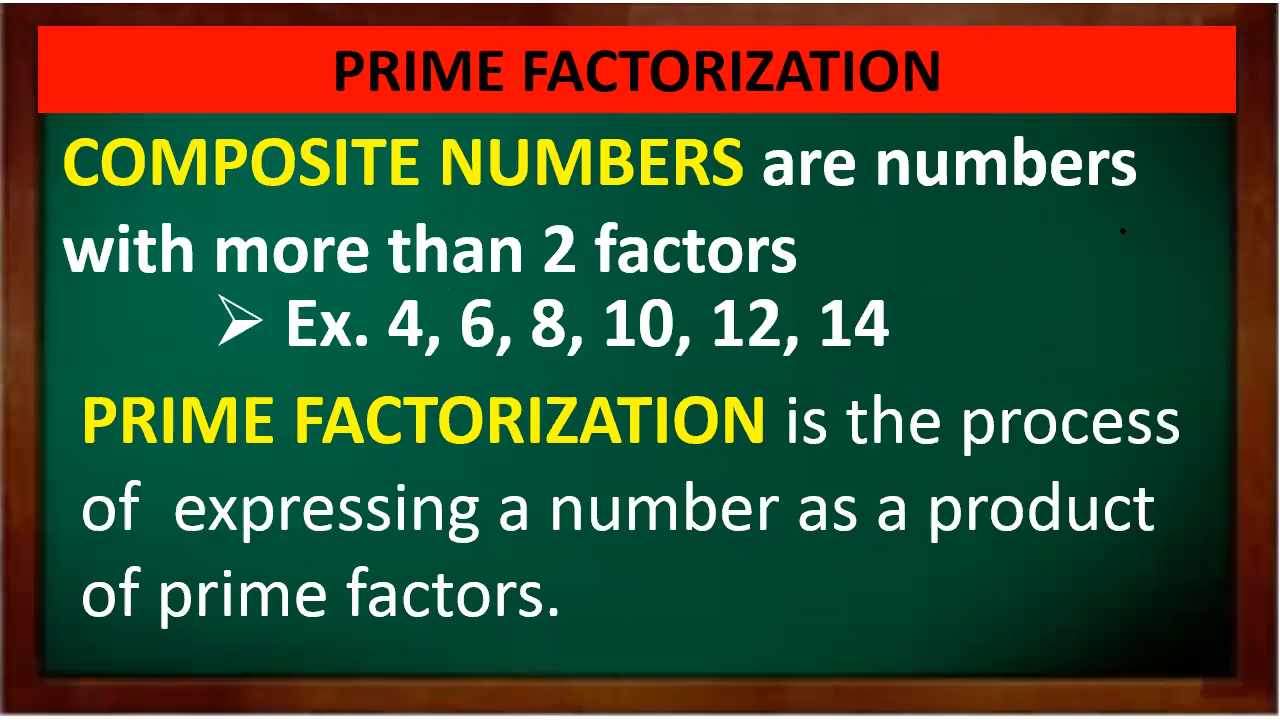 PRIME FACTORIZATION
COMPOSITE NUMBERS are numbers
with more than 2 factors
Ex. 4, 6, 8, 10, 12, 14
PRIME FACTORIZATION is the process
of  expressing a number as a product
of prime factors.